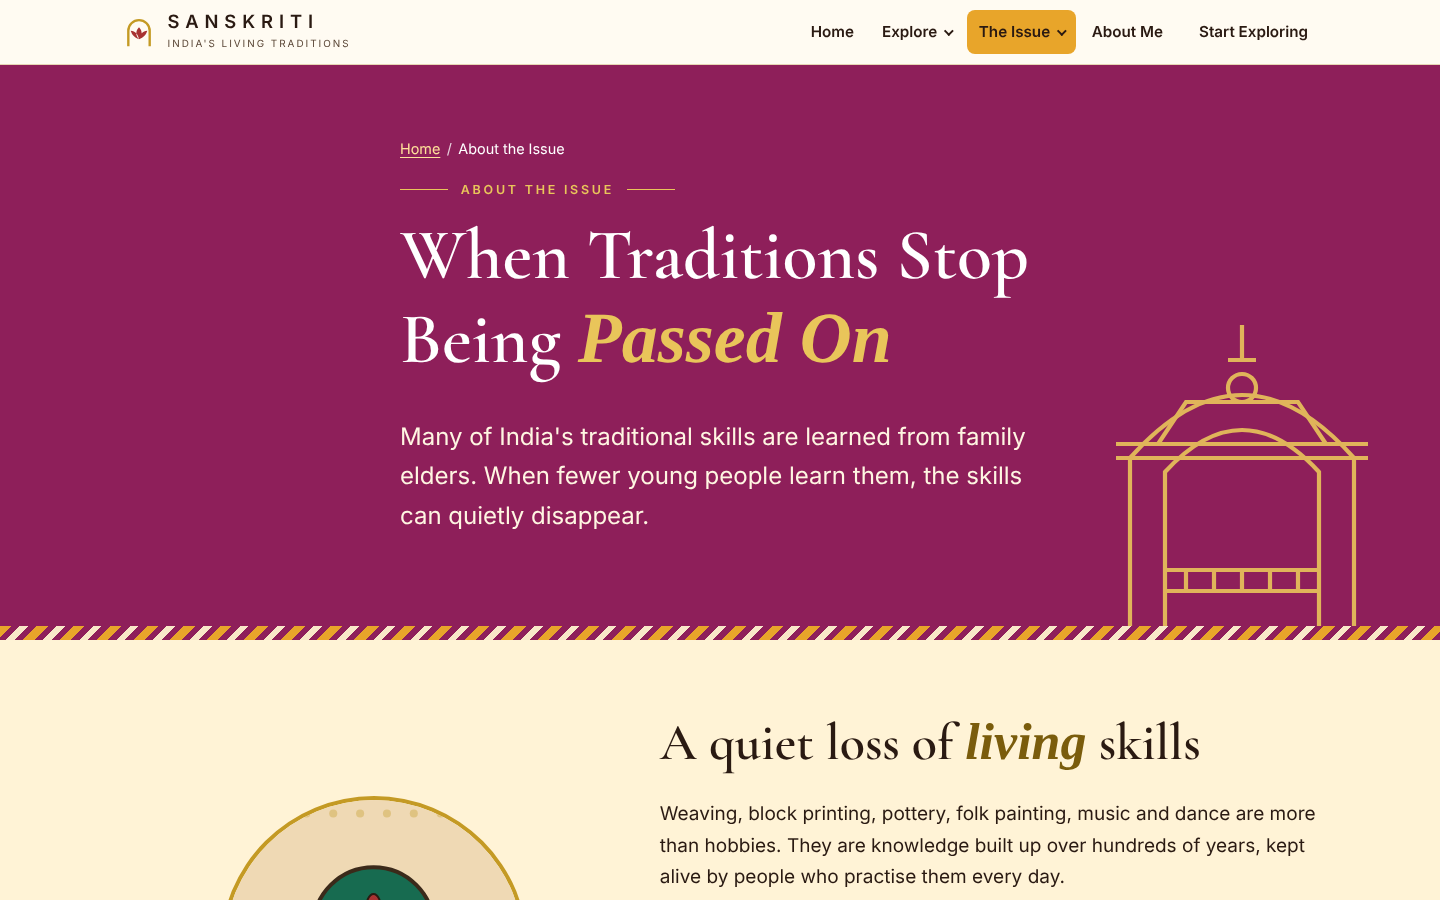 SANSKRITI
INDIA'S LIVING TRADITIONS
Home Explore The Issue About Me Start Exploring
Home / About the Issue
ABOUT THE ISSUE
When Traditions Stop
Being Passed On
Many of India's traditional skills are learned from family
elders. When fewer young people learn them, the skills
can quietly disappear.
A quiet loss of living skills
Weaving, block printing, pottery, folk painting, music and dance are more
than hobbies. They are knowledge built up over hundreds of years, kept
alive by people who practise them every day.